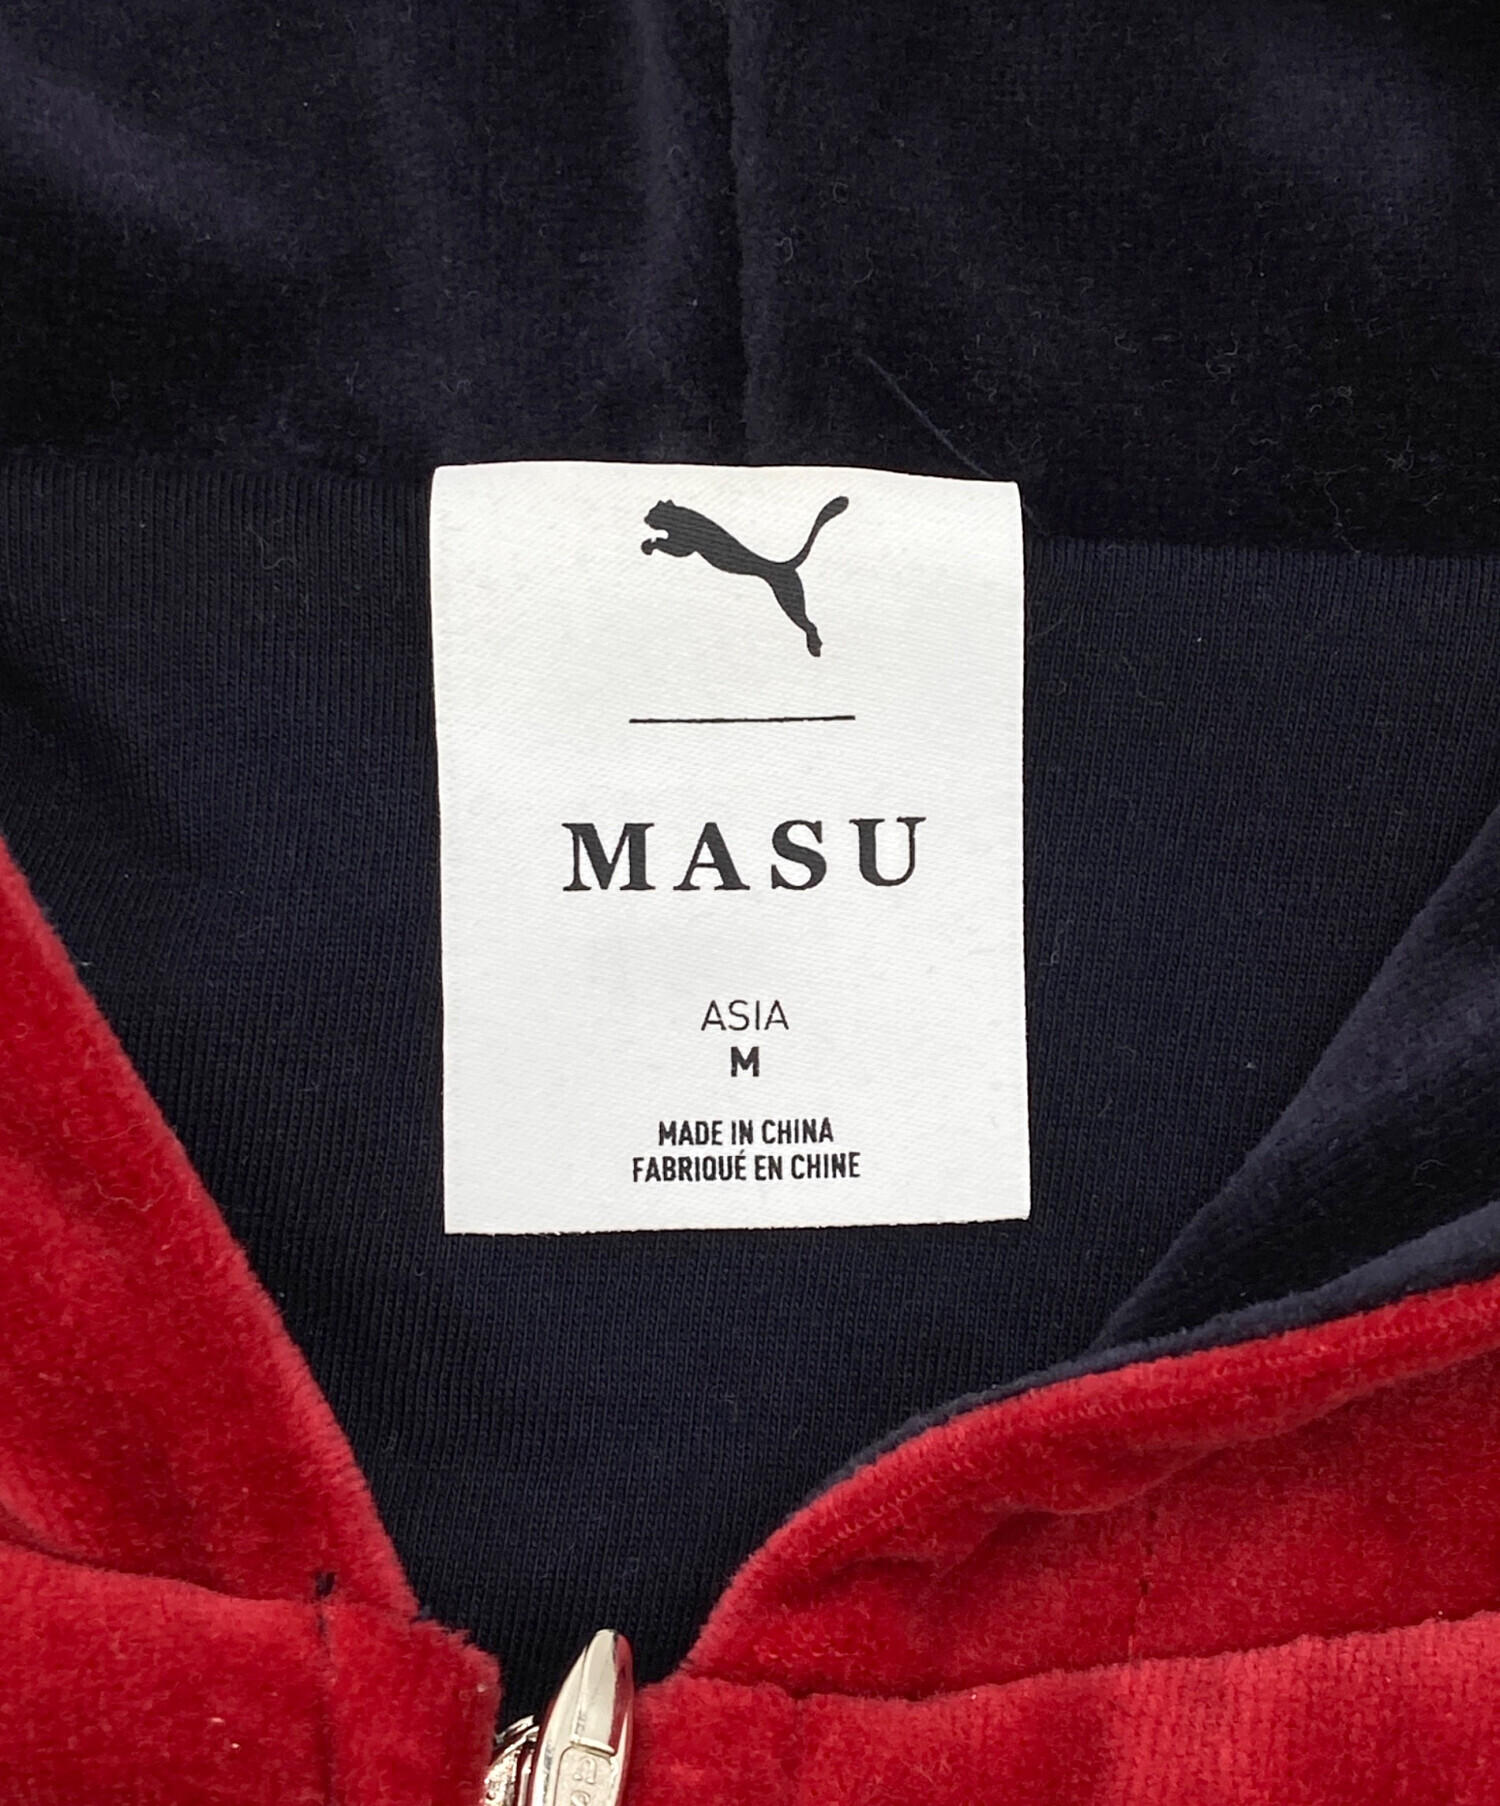 MASU
ASIA
M
MADE IN CHINA
FABRIQUÉ EN CHINE